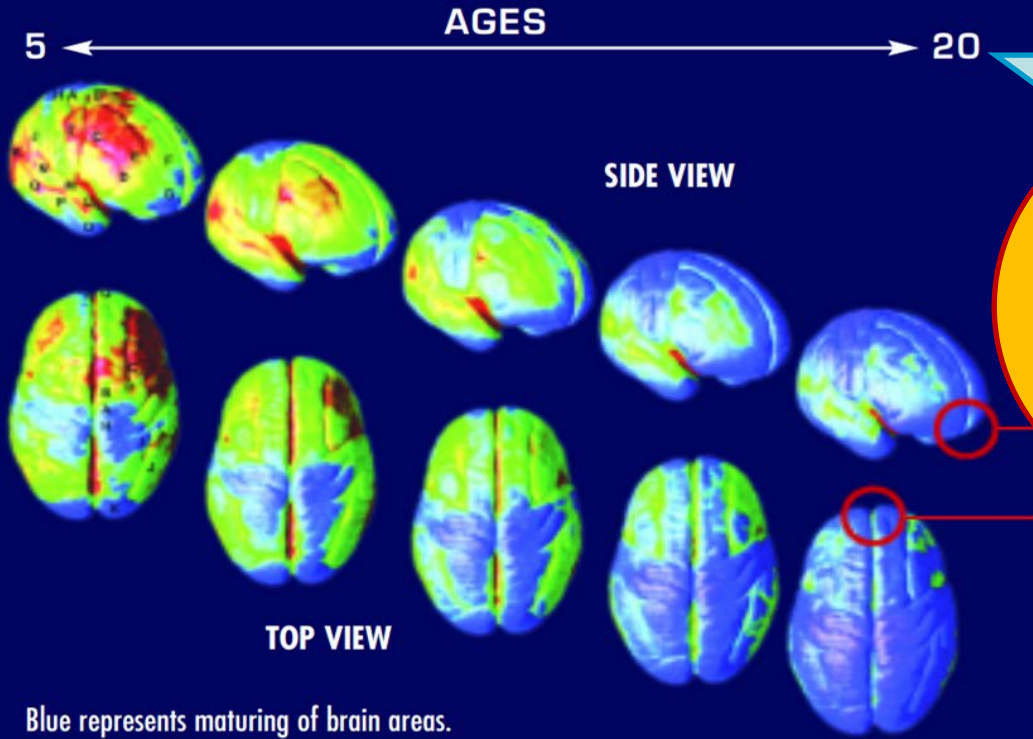 AGES
5
20
SIDE VIEW
TOP VIEW
Blue represents maturing of brain areas.